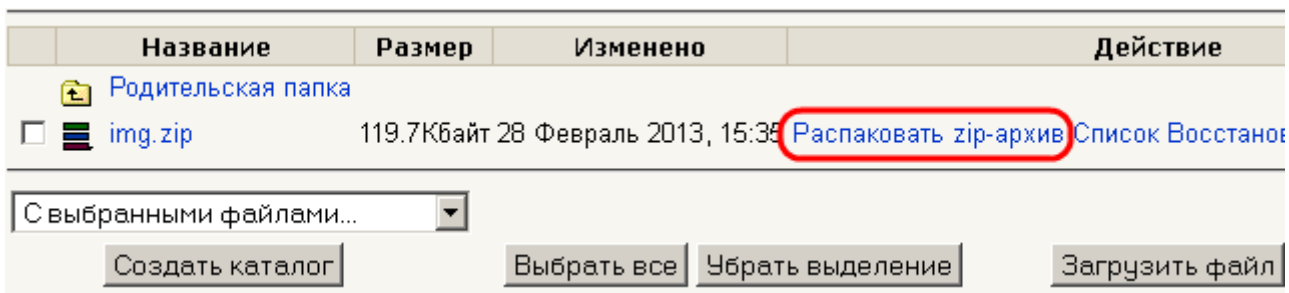 Название Размер Изменено Действие
Родительская папка
img.zip 119.7Кбайт 28 Февраль 2013, 15:35 Распаковать zip-архив Список Восстанов
С выбранными файлами...
Создать каталог Выбрать все Убрать выделение Загрузить файл